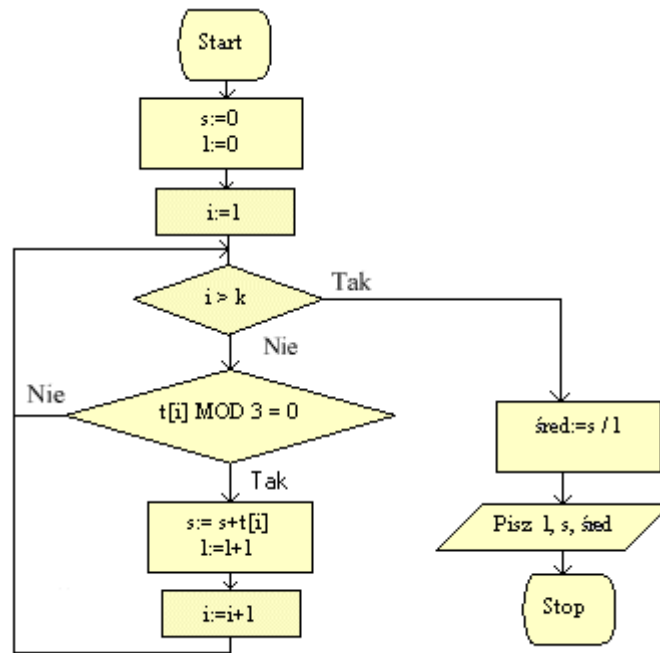 Start
s:=0
l:=0
i:=1
i > k
Tak
Nie
Nie
t[i] MOD 3 = 0
śred:=s / l
Tak
s:= s+t[i]
l:=l+1
Pisz l, s, śred
i:=i+1
Stop